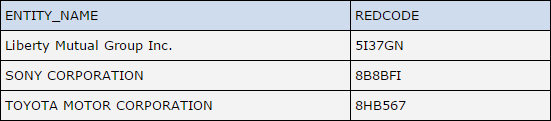 ENTITY_NAME REDCODE
Liberty Mutual Group Inc. 5I37GN
SONY CORPORATION 8B8BFI
TOYOTA MOTOR CORPORATION 8HB567